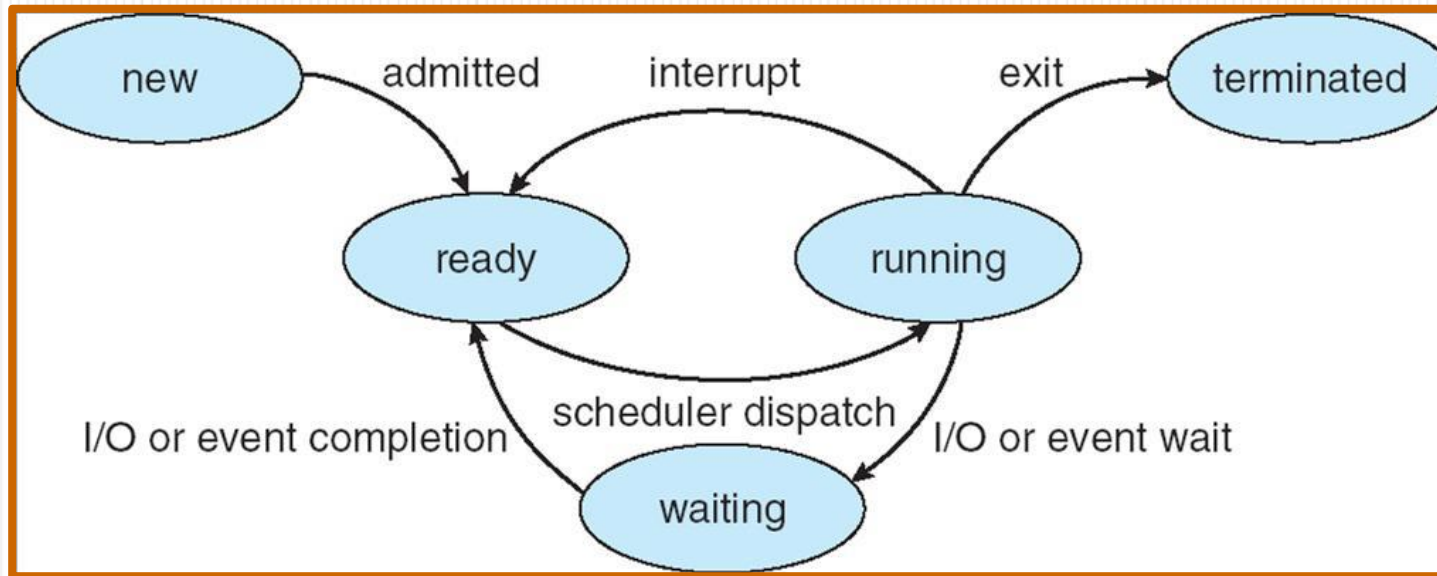 new
admitted
interrupt
exit
terminated
ready
running
scheduler dispatch
I/O or event completion
I/O or event wait
waiting